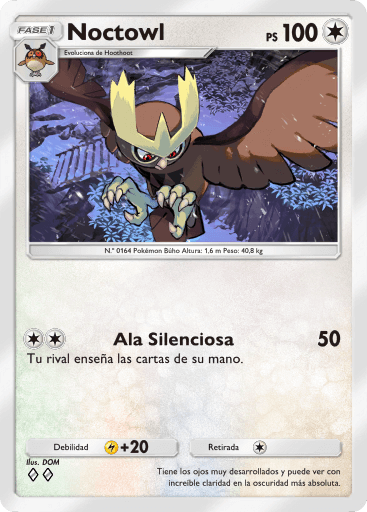 FASE 1
Noctowl
PS 100
Evoluciona de Hoothoot
N.º 0164 Pokémon Búho Altura: 1,6 m Peso: 40,8 kg
Ala Silenciosa 50
Tu rival enseña las cartas de su mano.
Debilidad +20 Retirada
Ilus. DOM
Tiene los ojos muy desarrollados y puede ver con
increíble claridad en la oscuridad más absoluta.